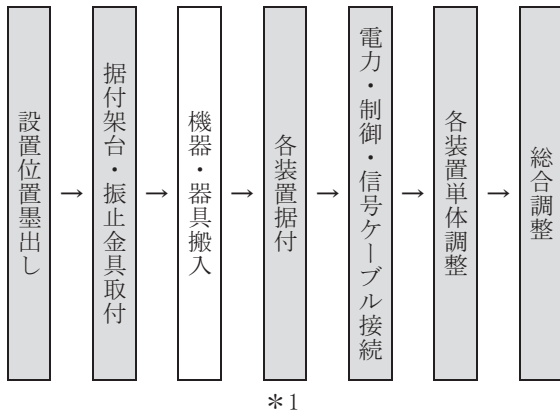 設置位置墨出し
→
据付架台・振止金具取付
→
機器・器具搬入
→
各装置据付
→
電力・制御・信号ケーブル接続
→
各装置単体調整
→
総合調整
＊1